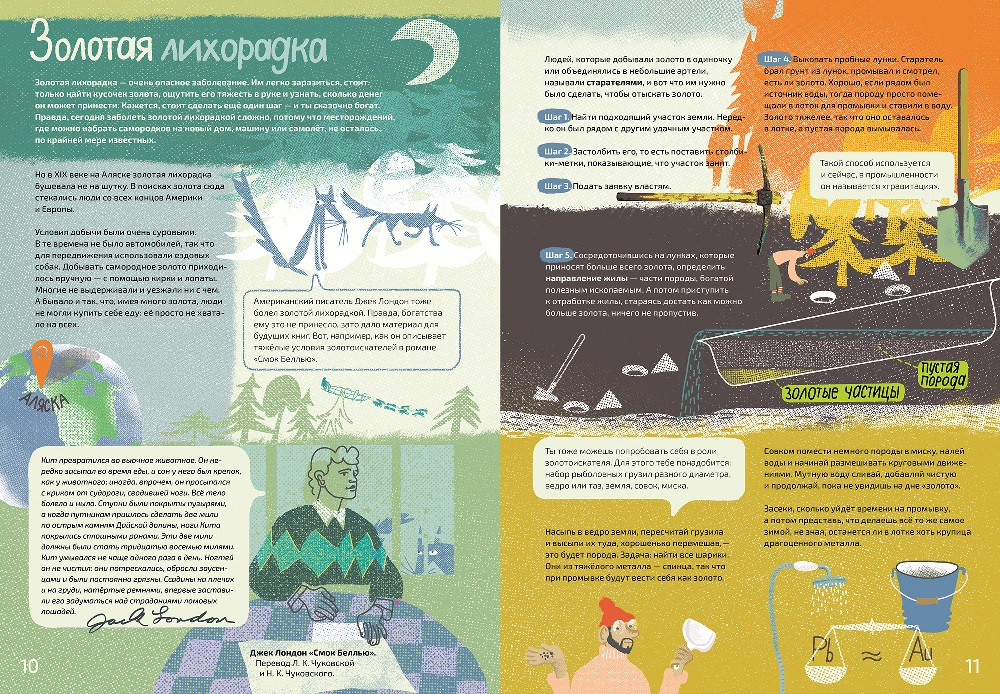 Золотая лихорадка
Золотая лихорадка — очень опасное заболевание. Им легко заразиться, стоит
только найти кусочек золота, ощутить его тяжесть в руке и узнать, сколько денег
он может принести. Кажется, стоит сделать ещё один шаг — и ты сказочно богат.
Правда, сегодня заболеть золотой лихорадкой сложно, потому что месторождений,
где можно набрать самородков на новый дом, машину или самолёт, не осталось,
по крайней мере известных.
Но в XIX веке на Аляске золотая лихорадка
бушевала не на шутку. В поисках золота сюда
стекались люди со всех концов Америки
и Европы.
Условия добычи были очень суровыми.
В те времена не было автомобилей, так что
для передвижения использовали ездовых
собак. Добывать самородное золото приходи-
лось вручную — с помощью кирки и лопаты.
Многие не выдерживали и уезжали ни с чем.
А бывало и так, что, имея много золота, люди
не могли купить себе еду: её просто не хвата-
ло на всех.
Американский писатель Джек Лондон тоже
болел золотой лихорадкой. Правда, богатства
ему это не принесло, зато дало материал для
будущих книг. Вот, например, как он описывает
тяжёлые условия золотоискателей в романе
«Смок Беллью».
АЛЯСКА
Кит превратился во вьючное животное. Он не-
редко засыпал во время еды, а сон у него был крепок,
как у животного; иногда, впрочем, он просыпался
с криком от судороги, сводившей ноги. Всё тело
болело и ныло. Ступни были покрыты пузырями,
а когда путникам пришлось сделать две мили
по острым камням Дайской долины, ноги Кита
покрылись страшными ранами. Эти две мили
должны были стать тридцатью восемью милями.
Кит умывался не чаще одного раза в день. Ногтей
он не чистил: они потрескались, обросли заусен-
цами и были постоянно грязны. Ссадины на плечах
и на груди, натёртые ремнями, впервые застави-
ли его задуматься над страданиями ломовых
лошадей.
Jack London
Джек Лондон «Смок Беллью».
Перевод Л. К. Чуковской
и Н. К. Чуковского.
10
Людей, которые добывали золото в одиночку
или объединялись в небольшие артели,
называли старателями, и вот что им нужно
было сделать, чтобы отыскать золото.
Шаг 1. Найти подходящий участок земли. Неред-
ко он был рядом с другим удачным участком.
Шаг 2. Застолбить его, то есть поставить столби-
ки-метки, показывающие, что участок занят.
Шаг 3. Подать заявку властям.
Шаг 4. Выкопать пробные лунки. Старатель
брал грунт из лунок, промывал и смотрел,
есть ли золото. Хорошо, если рядом был
источник воды, тогда породу просто поме-
щали в лоток для промывки и ставили в воду.
Золото тяжелее, так что оно оставалось
в лотке, а пустая порода вымывалась.
Такой способ используется
и сейчас, в промышленности
он называется «гравитация».
Шаг 5. Сосредоточившись на лунках, которые
приносят больше всего золота, определить
направление жилы — части породы, богатой
полезным ископаемым. А потом приступить
к отработке жилы, стараясь достать как можно
больше золота, ничего не пропустив.
ПУСТАЯ
ПОРОДА
ЗОЛОТЫЕ ЧАСТИЦЫ
Ты тоже можешь попробовать себя в роли
золотоискателя. Для этого тебе понадобится:
набор рыболовных грузил разного диаметра,
ведро или таз, земля, совок, миска.
Насыпь в ведро земли, пересчитай грузила
и высыпи их туда, хорошенько перемешав, —
это будет порода. Задача: найти все шарики.
Они из тяжёлого металла — свинца, так что
при промывке будут вести себя как золото.
Совком помести немного породы в миску, налей
воды и начинай размешивать круговыми движе-
ниями. Мутную воду сливай, добавляй чистую
и продолжай, пока не увидишь на дне «золото».
Засеки, сколько уйдёт времени на промывку,
а потом представь, что делаешь всё то же самое
зимой, не зная, останется ли в лотке хоть крупица
драгоценного металла.
Pb ≈ Au
11